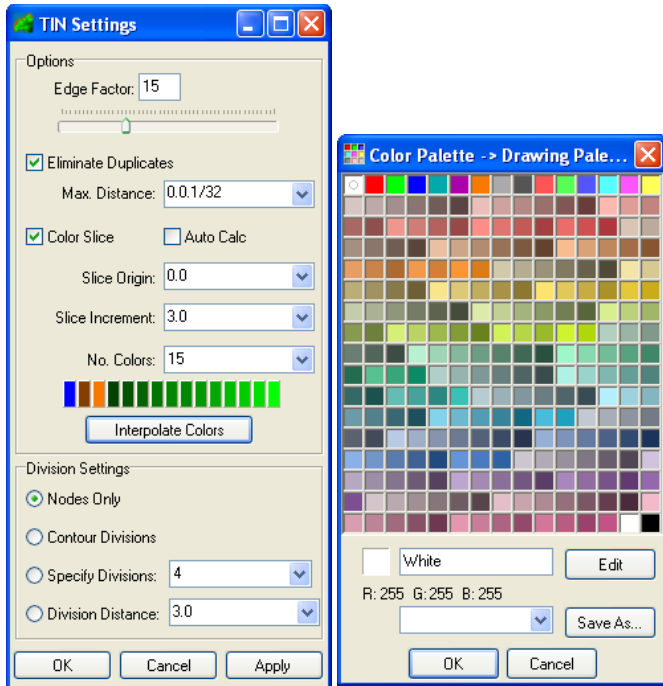 TIN Settings
Options
Edge Factor: 15
Eliminate Duplicates
Max. Distance: 0.0.1/32
Color Slice Auto Calc
Slice Origin: 0.0
Slice Increment: 3.0
No. Colors: 15
Interpolate Colors
Division Settings
Nodes Only
Contour Divisions
Specify Divisions: 4
Division Distance: 3.0
OK Cancel Apply
Color Palette -> Drawing Pale...
White Edit
R: 255 G: 255 B: 255
Save As...
OK Cancel